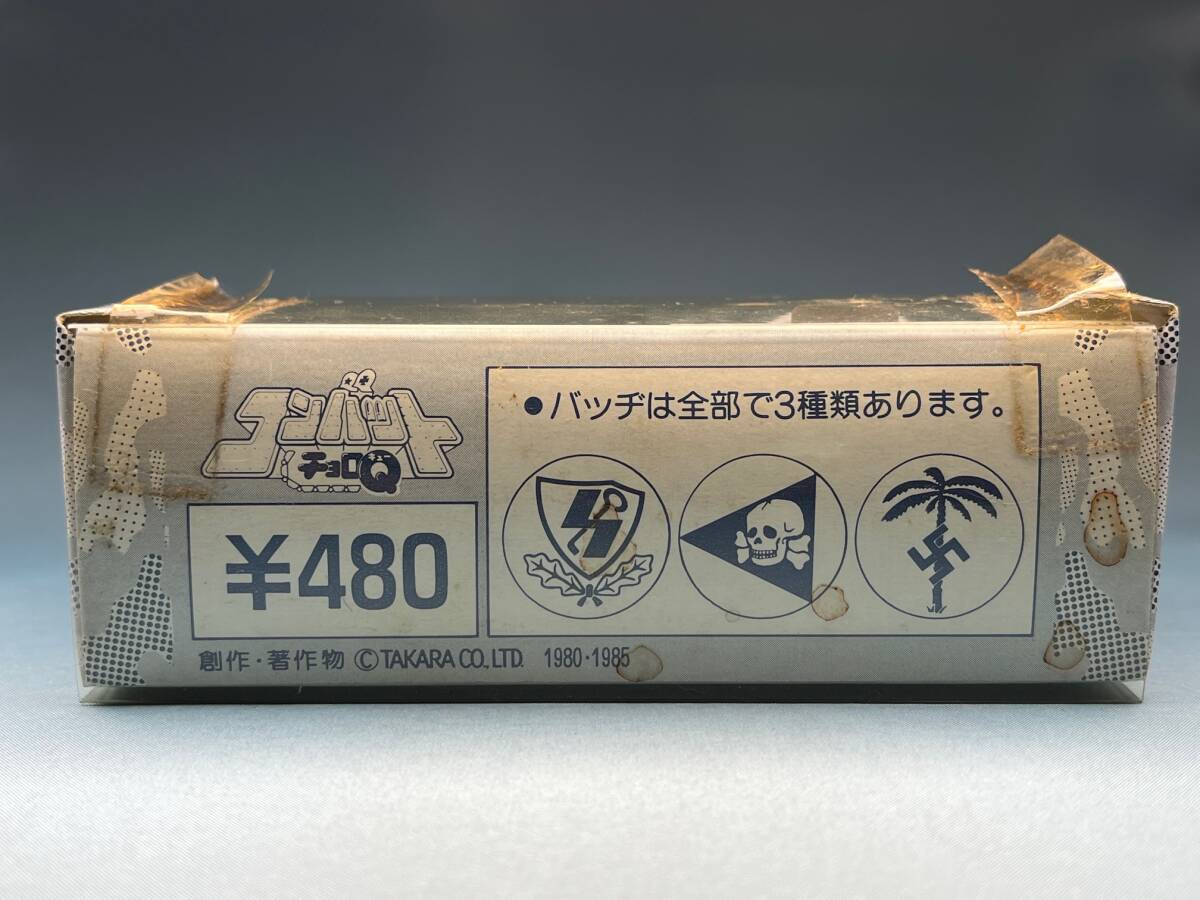 コンバット
チョロQ
キュー
¥480
●バッヂは全部で3種類あります。
創作・著作物 ©TAKARA CO.,LTD. 1980・1985